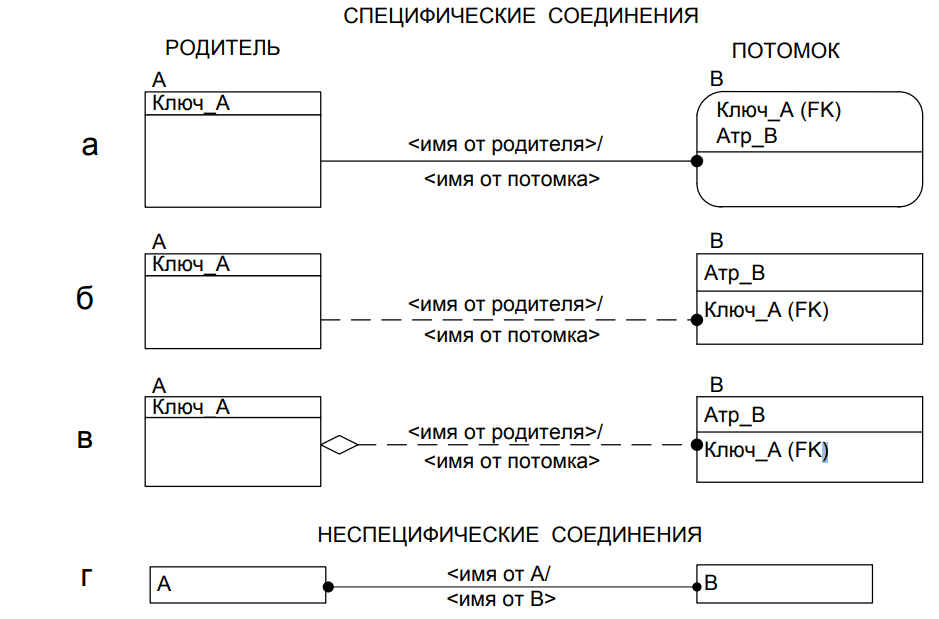 СПЕЦИФИЧЕСКИЕ СОЕДИНЕНИЯ
РОДИТЕЛЬ
ПОТОМОК
а
A
Ключ_А
<имя от родителя>/
<имя от потомка>
B
Ключ_А (FK)
Атр_В
б
A
Ключ_А
<имя от родителя>/
<имя от потомка>
B
Атр_В
Ключ_А (FK)
в
A
Ключ_А
<имя от родителя>/
<имя от потомка>
B
Атр_В
Ключ_А (FK)
НЕСПЕЦИФИЧЕСКИЕ СОЕДИНЕНИЯ
г
A
<имя от А/
<имя от В>
B